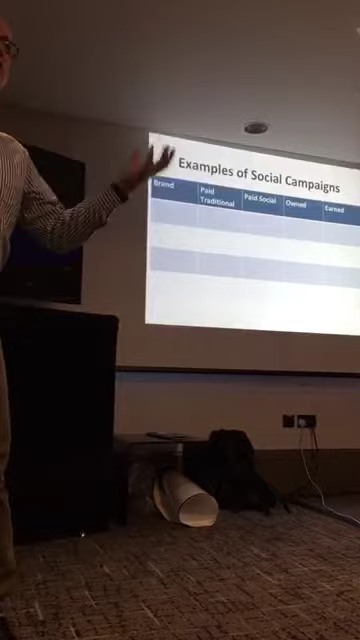 Examples of Social Campaigns
Brand
Paid
Traditional
Paid Social
Owned
Earned